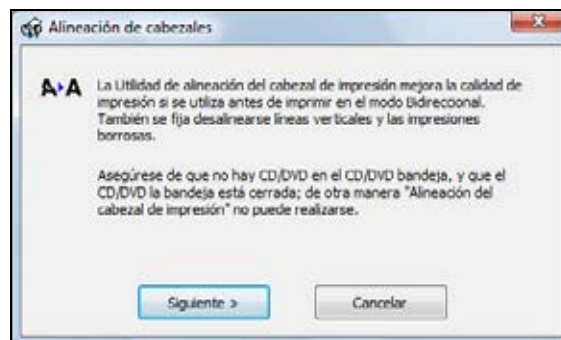 Alineación de cabezales
A A
La Utilidad de alineación del cabezal de impresión mejora la calidad de
impresión si se utiliza antes de imprimir en el modo Bidireccional.
También se fija desalinearse líneas verticales y las impresiones
borrosas.
Asegúrese de que no hay CD/DVD en el CD/DVD bandeja, y que el
CD/DVD la bandeja está cerrada; de otra manera "Alineación del
cabezal de impresión" no puede realizarse.
Siguiente >
Cancelar